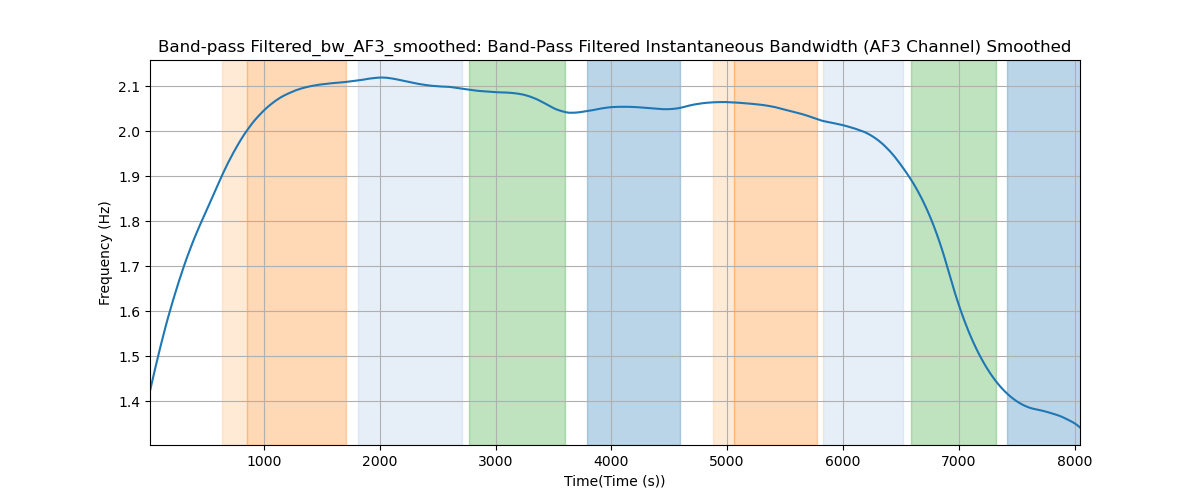 Band-pass Filtered_bw_AF3_smoothed: Band-Pass Filtered Instantaneous Bandwidth (AF3 Channel) Smoothed
Frequency (Hz)
2.1
2.0
1.9
1.8
1.7
1.6
1.5
1.4
1000 2000 3000 4000 5000 6000 7000 8000
Time(Time (s))